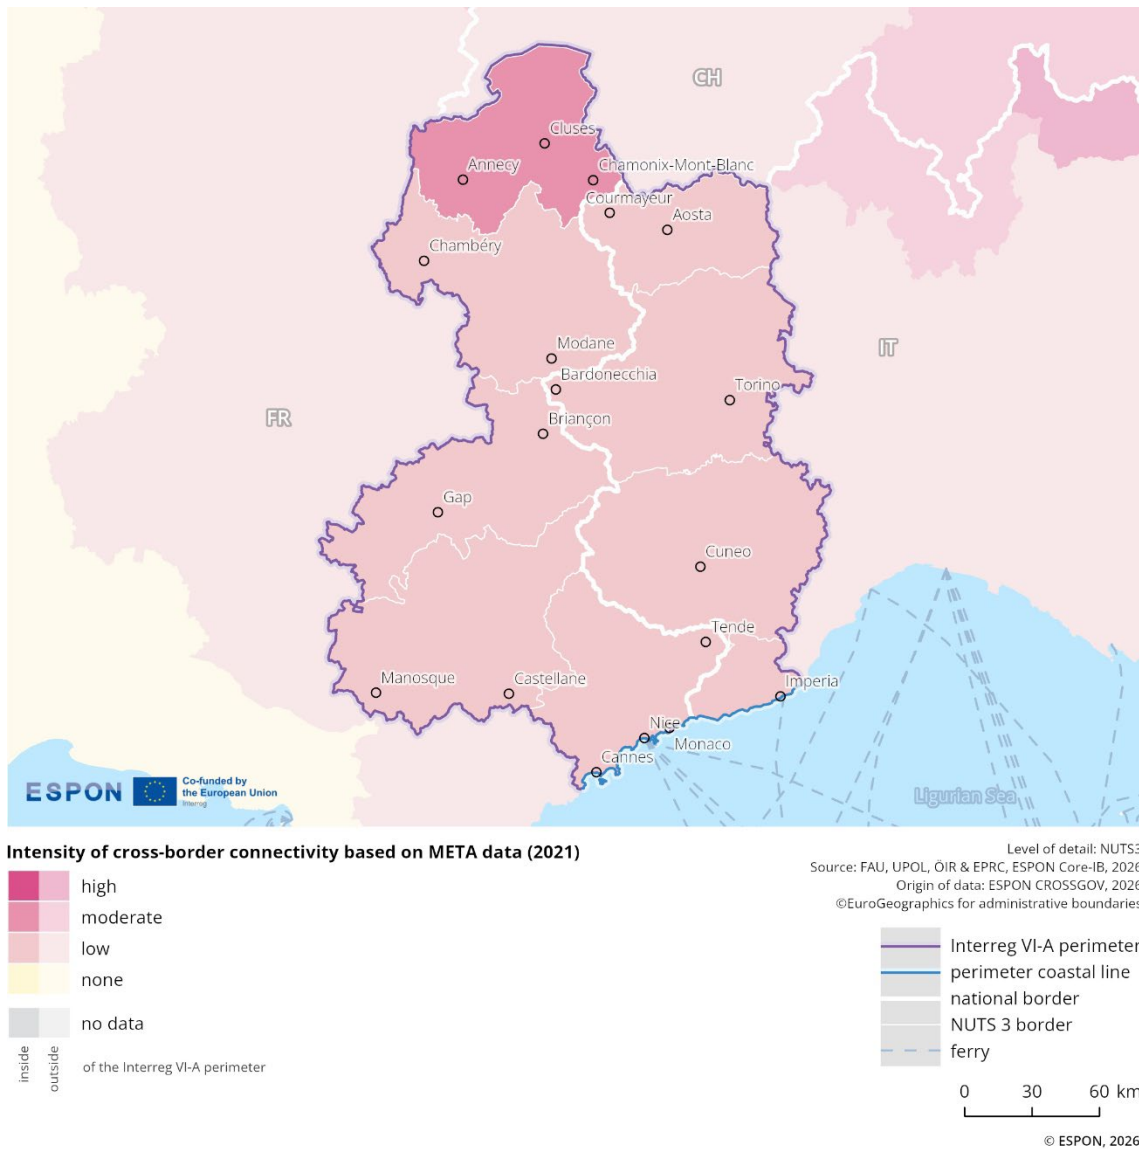 CH
Cluses
Annecy
Chamonix-Mont-Blanc
Courmayeur
Aosta
Chambéry
Modane
IT
Bardonecchia
Torino
FR
Briançon
Gap
Cuneo
Tende
Manosque
Castellane
Imperia
Nice
Monaco
Cannes
Ligurian Sea
ESPON
Co-funded by
the European Union
Interreg
Intensity of cross-border connectivity based on META data (2021)
high
moderate
low
none
no data
inside
outside
of the Interreg VI-A perimeter
Level of detail: NUTS3
Source: FAU, UPOL, ÖIR & EPRC, ESPON Core-IB, 2026
Origin of data: ESPON CROSSGOV, 2026
©EuroGeographics for administrative boundaries
Interreg VI-A perimeter
perimeter coastal line
national border
NUTS 3 border
ferry
0 30 60 km
© ESPON, 2026